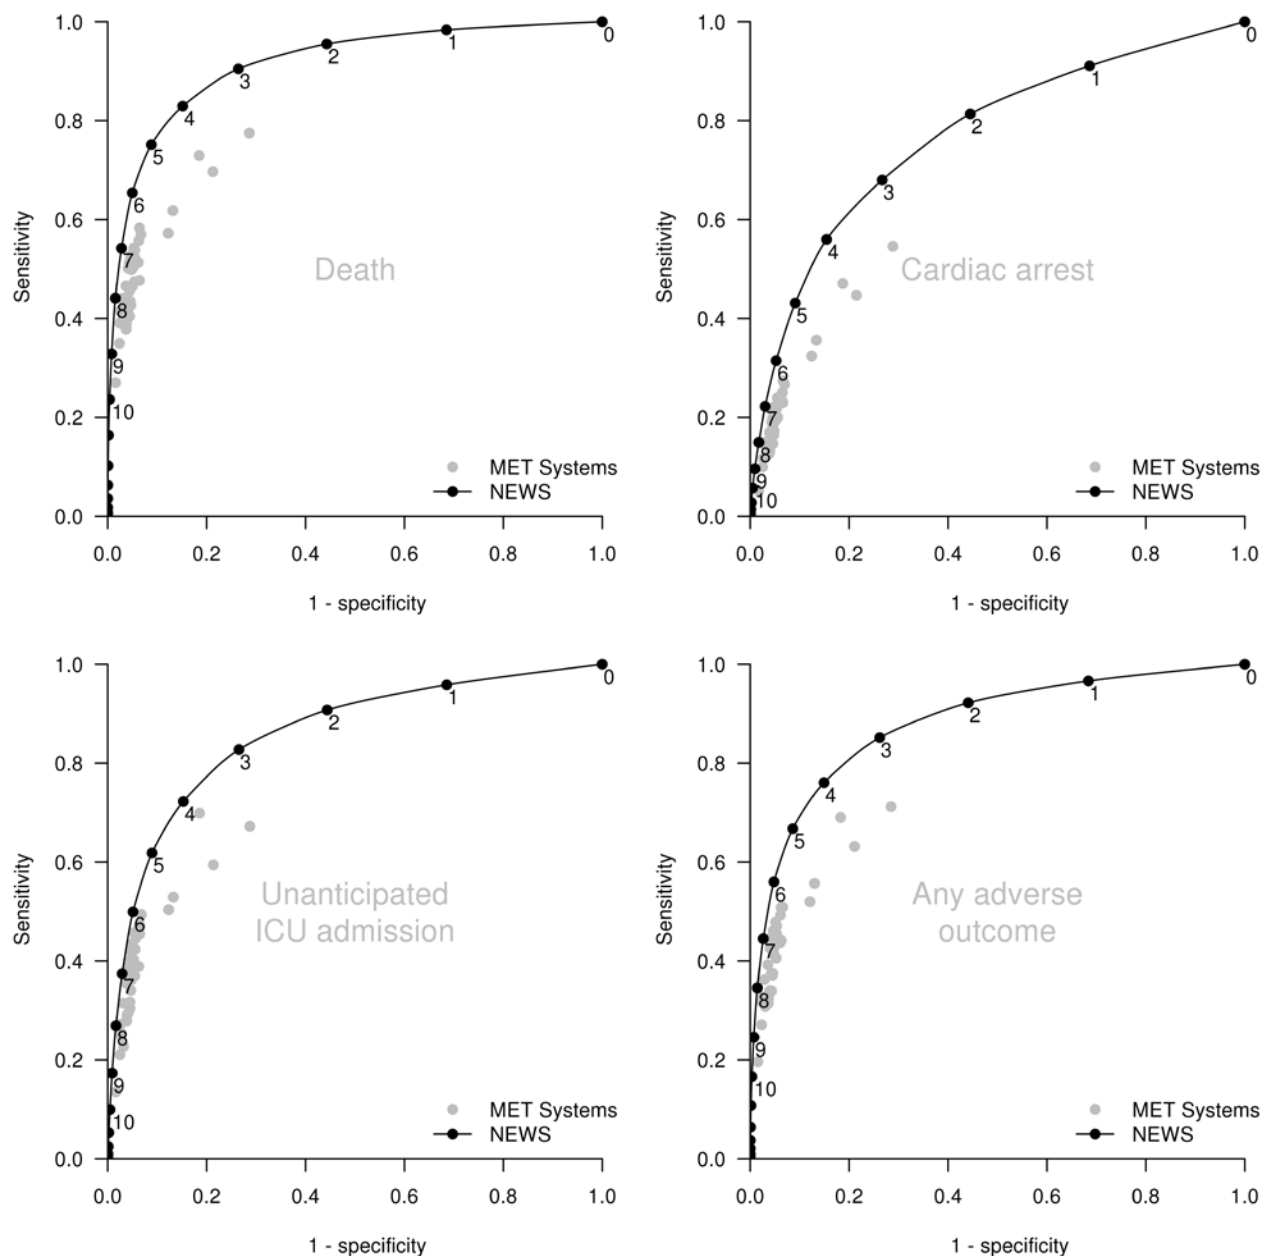 1.0
0.8
0.6
0.4
0.2
0.0
Sensitivity
0
1
2
3
4
5
6
7
8
9
10
Death
MET Systems
NEWS
0.0 0.2 0.4 0.6 0.8 1.0
1 - specificity
1.0
0.8
0.6
0.4
0.2
0.0
Sensitivity
0
1
2
3
4
5
6
7
8
9
10
Cardiac arrest
MET Systems
NEWS
0.0 0.2 0.4 0.6 0.8 1.0
1 - specificity
1.0
0.8
0.6
0.4
0.2
0.0
Sensitivity
0
1
2
3
4
5
6
7
8
9
10
Unanticipated
ICU admission
MET Systems
NEWS
0.0 0.2 0.4 0.6 0.8 1.0
1 - specificity
1.0
0.8
0.6
0.4
0.2
0.0
Sensitivity
0
1
2
3
4
5
6
7
8
9
10
Any adverse
outcome
MET Systems
NEWS
0.0 0.2 0.4 0.6 0.8 1.0
1 - specificity